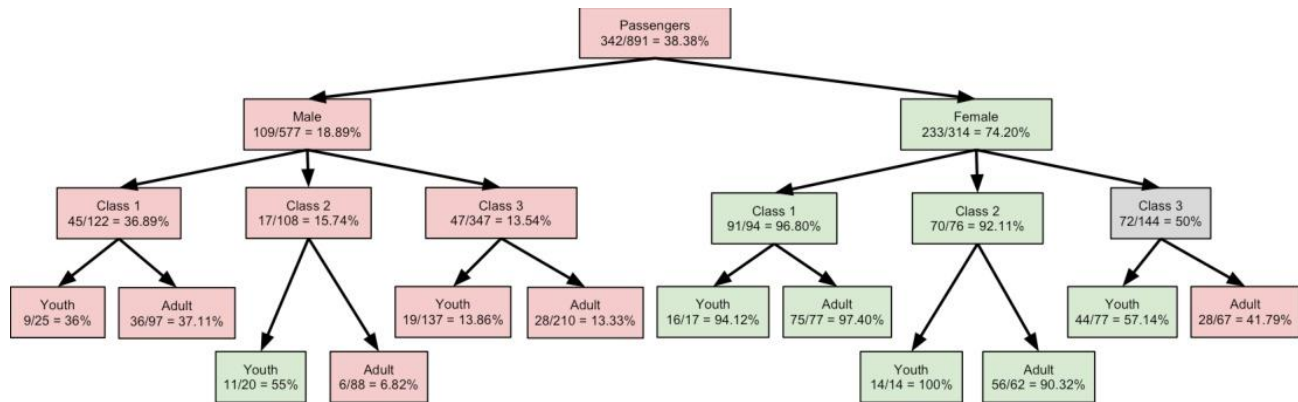 Passengers
342/891 = 38.38%
Male
109/577 = 18.89%
Female
233/314 = 74.20%
Class 1
45/122 = 36.89%
Class 2
17/108 = 15.74%
Class 3
47/347 = 13.54%
Class 1
91/94 = 96.80%
Class 2
70/76 = 92.11%
Class 3
72/144 = 50%
Youth
9/25 = 36%
Adult
36/97 = 37.11%
Youth
19/137 = 13.86%
Adult
28/210 = 13.33%
Youth
16/17 = 94.12%
Adult
75/77 = 97.40%
Youth
44/77 = 57.14%
Adult
28/67 = 41.79%
Youth
11/20 = 55%
Adult
6/88 = 6.82%
Youth
14/14 = 100%
Adult
56/62 = 90.32%